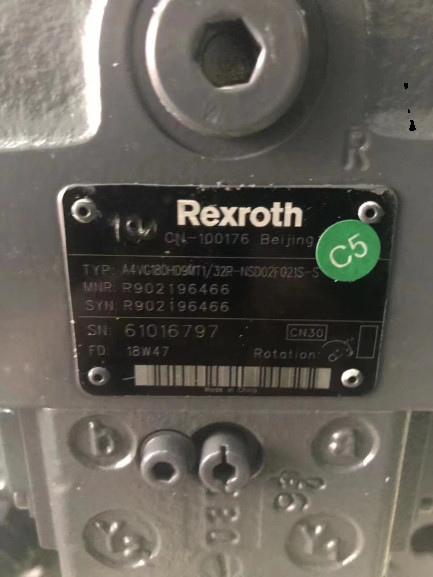 R
Rexroth
CN-100176 Beijing
C5
TYP: A4VG180HD9MT1/32R-NSD02F021S-S
MNR: R902196466
SYN: R902196466
SN: 61016797
CN30
FD: 18W47
Rotation:
Made in China
b
a